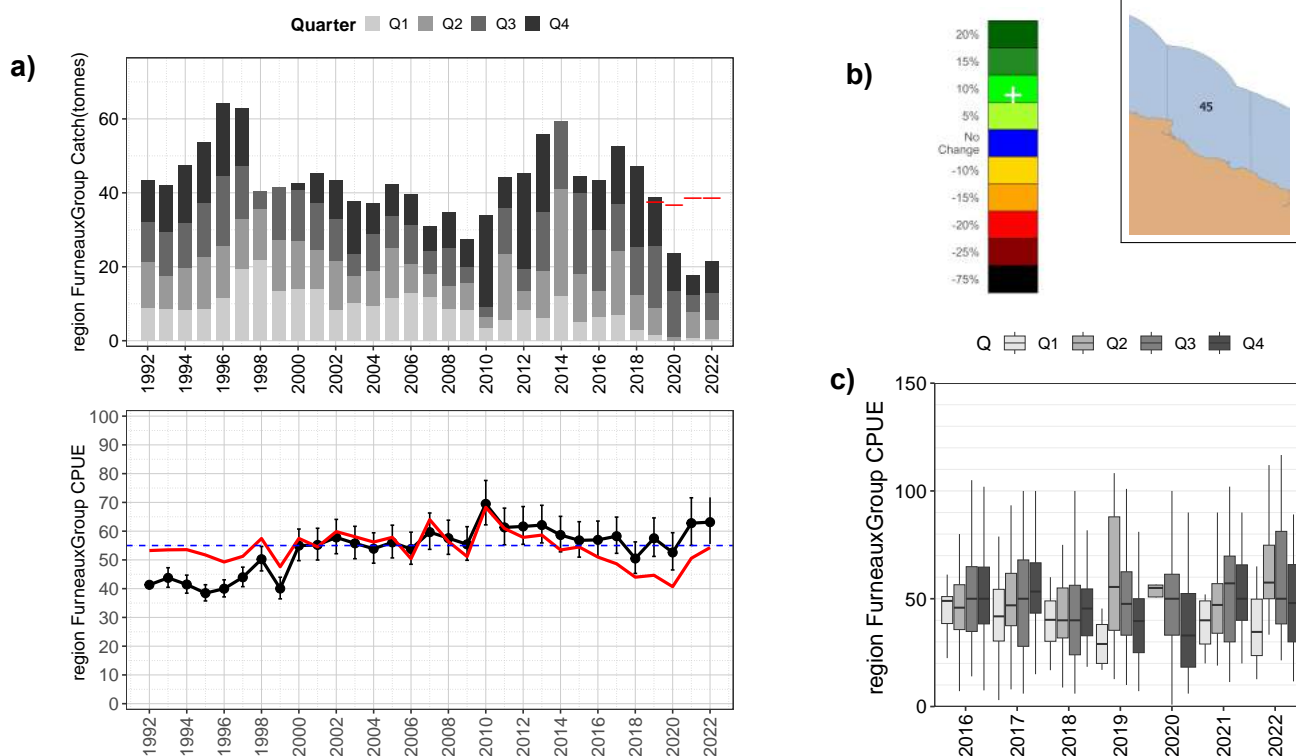 Quarter Q1 Q2 Q3 Q4
a)
region FurneauxGroup Catch(tonnes)
60
40
20
0
1992 1994 1996 1998 2000 2002 2004 2006 2008 2010 2012 2014 2016 2018 2020 2022
region FurneauxGroup CPUE
100
90
80
70
60
50
40
30
20
10
0
1992 1994 1996 1998 2000 2002 2004 2006 2008 2010 2012 2014 2016 2018 2020 2022
b)
20%
15%
10%
5%
No
Change
-10%
-15%
-20%
-25%
-75%
45
Q Q1 Q2 Q3 Q4
c)
region FurneauxGroup CPUE
150
100
50
0
2016 2017 2018 2019 2020 2021 2022